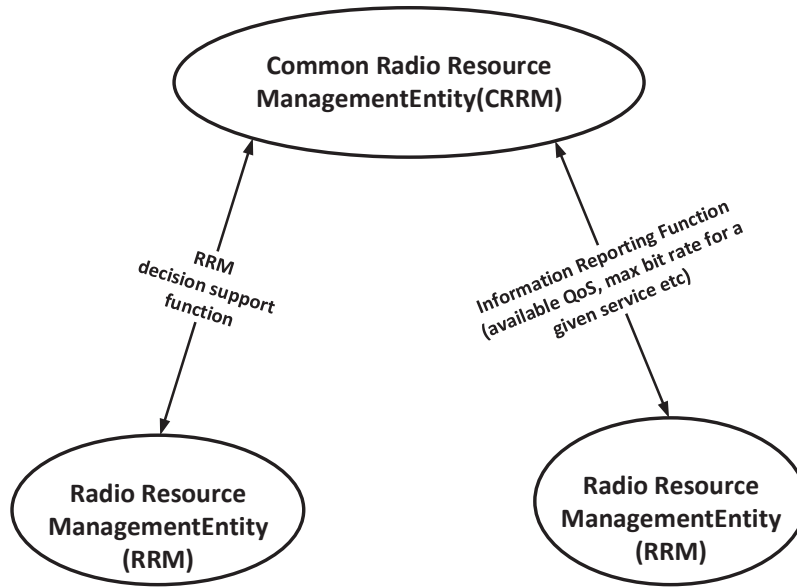 Common Radio Resource
ManagementEntity(CRRM)
RRM
decision support
function
Information Reporting Function
(available QoS, max bit rate for a
given service etc)
Radio Resource
ManagementEntity
(RRM)
Radio Resource
ManagementEntity
(RRM)